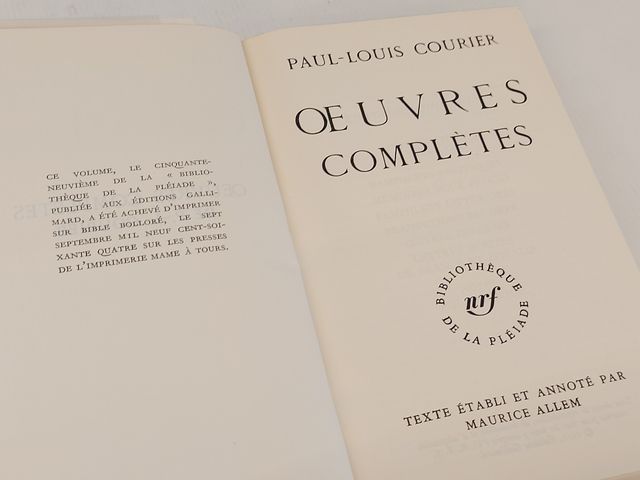 CE VOLUME, LE CINQUANTE-
NEUVIÈME DE LA « BIBLIO-
THÈQUE DE LA PLÉIADE »,
PUBLIÉE AUX ÉDITIONS GALLI-
MARD, A ÉTÉ ACHEVÉ D'IMPRIMER
SUR BIBLE BOLLORÉ, LE SEPT
SEPTEMBRE MIL NEUF CENT-SOI-
XANTE QUATRE SUR LES PRESSES
DE L'IMPRIMERIE MAME À TOURS.
PAUL-LOUIS COURIER
ŒUVRES
COMPLÈTES
BIBLIOTHÈQUE
nrf
DE LA PLÉIADE
TEXTE ÉTABLI ET ANNOTÉ PAR
MAURICE ALLEM